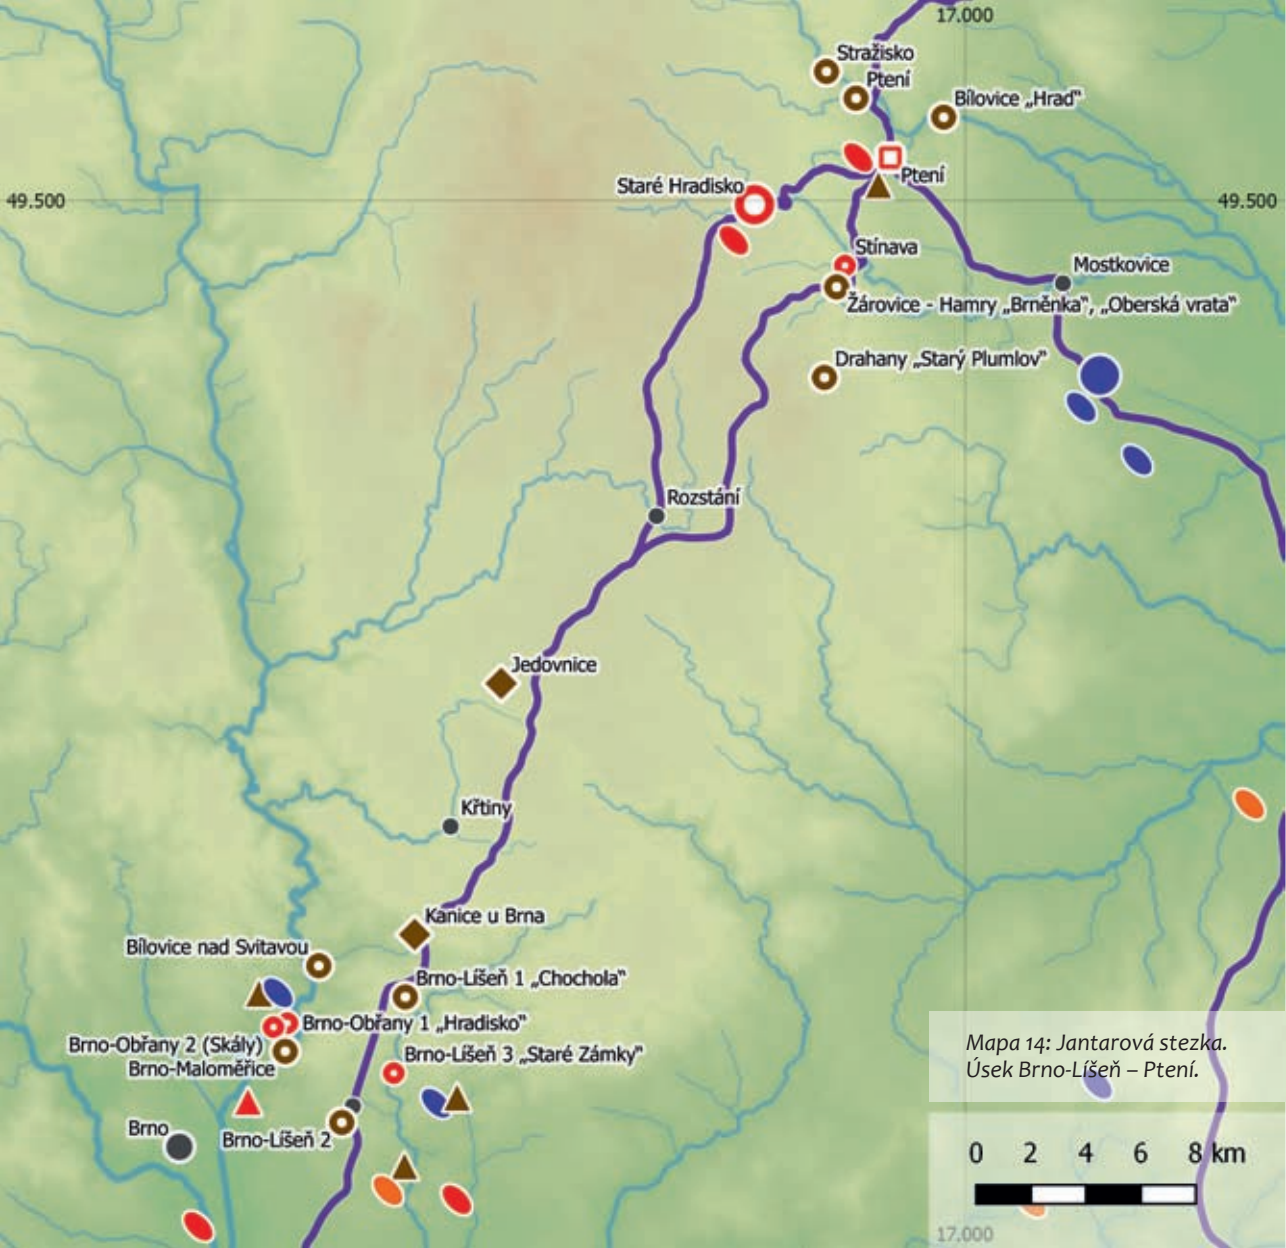 17.000
Stražisko
Ptení
Bílovice „Hrad“
Ptení
Staré Hradisko
49.500
49.500
Stínava
Mostkovice
Žárovice - Hamry „Brněnka“, „Oberská vrata“
Drahany „Starý Plumlov“
Rozstání
Jedovnice
Křtiny
Kanice u Brna
Bílovice nad Svitavou
Brno-Líšeň 1 „Chochola“
Brno-Obřany 1 „Hradisko“
Brno-Obřany 2 (Skály)
Brno-Líšeň 3 „Staré Zámky“
Brno-Maloměřice
Brno
Brno-Líšeň 2
Mapa 14: Jantarová stezka.
Úsek Brno-Líšeň – Ptení.
0 2 4 6 8 km
17.000